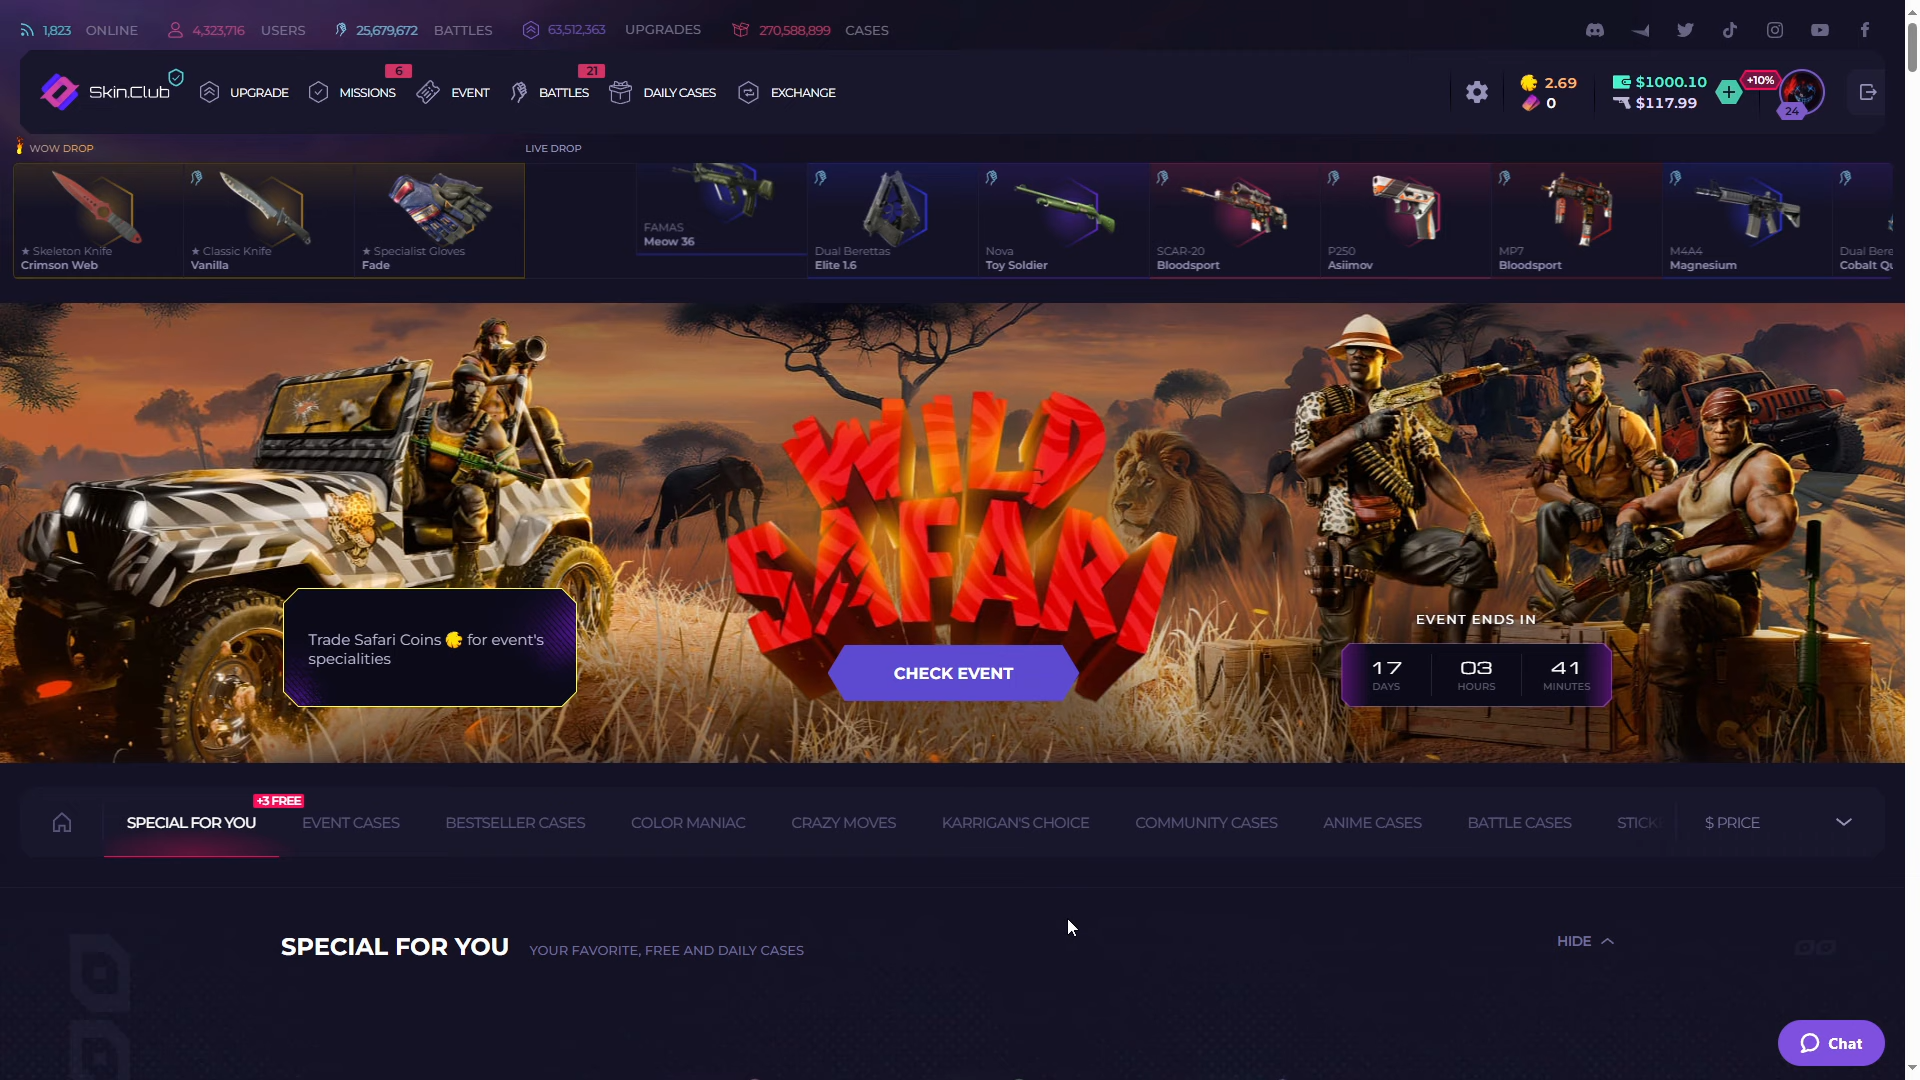 1,823 ONLINE 4,323,716 USERS 25,679,672 BATTLES 63,512,363 UPGRADES 270,588,899 CASES
Skin.Club UPGRADE 6 MISSIONS EVENT 21 BATTLES DAILY CASES EXCHANGE 2.69 0 $1000.10 $117.99 +10% 24
WOW DROP LIVE DROP
★ Skeleton Knife
Crimson Web
★ Classic Knife
Vanilla
★ Specialist Gloves
Fade
FAMAS
Meow 36
Dual Berettas
Elite 1.6
Nova
Toy Soldier
SCAR-20
Bloodsport
P250
Asiimov
MP7
Bloodsport
M4A4
Magnesium
Dual Bere
Cobalt Qu
WILD
SAFARI
Trade Safari Coins for event's
specialities
CHECK EVENT
EVENT ENDS IN
17 03 41
DAYS HOURS MINUTES
+3 FREE
SPECIAL FOR YOU EVENT CASES BESTSELLER CASES COLOR MANIAC CRAZY MOVES KARRIGAN'S CHOICE COMMUNITY CASES ANIME CASES BATTLE CASES STICK $ PRICE
SPECIAL FOR YOU YOUR FAVORITE, FREE AND DAILY CASES HIDE
Chat